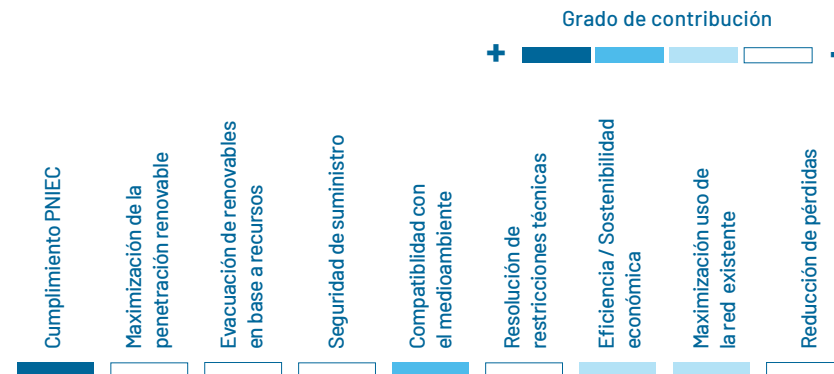 Grado de contribución
+ -
Cumplimiento PNIEC
Maximización de la
penetración renovable
Evacuación de renovables
en base a recursos
Seguridad de suministro
Compatiblidad con
el medioambiente
Resolución de
restricciones técnicas
Eficiencia / Sostenibilidad
económica
Maximización uso de
la red existente
Reducción de pérdidas